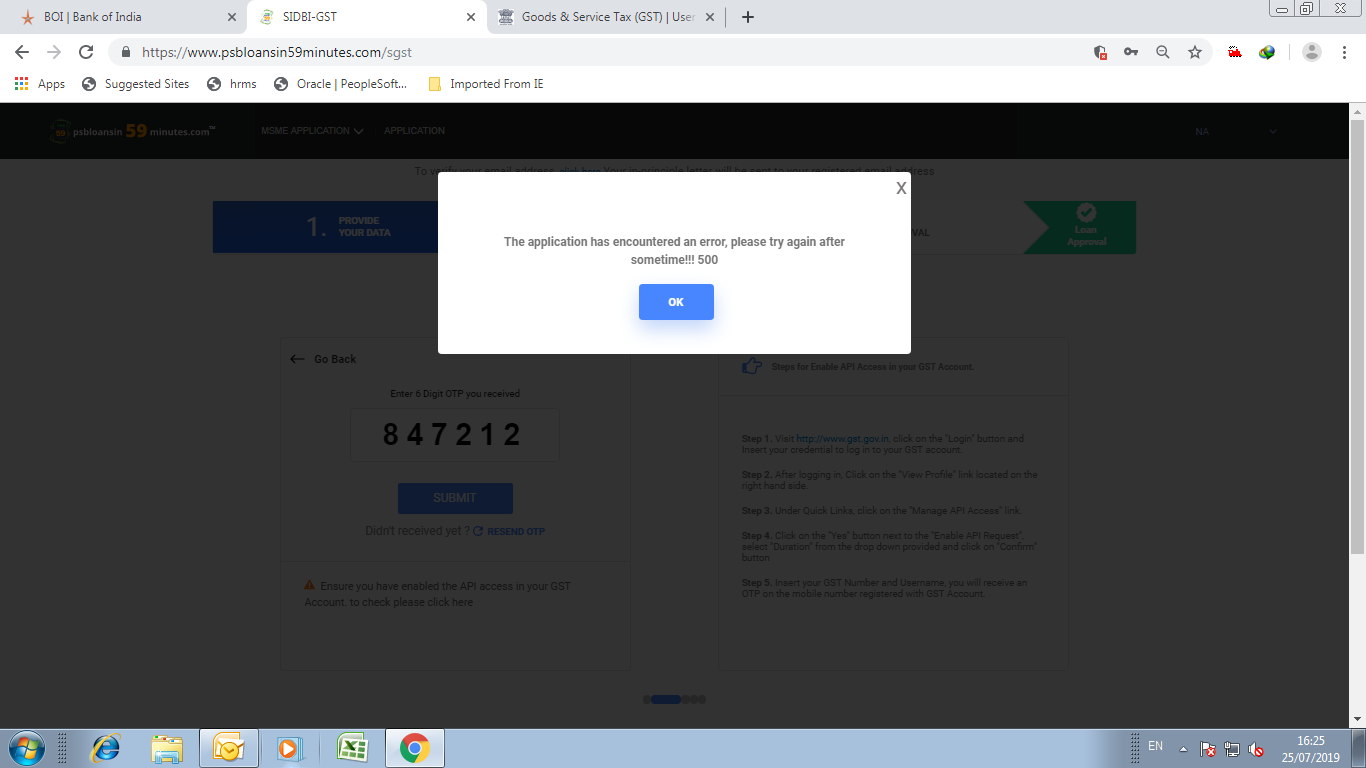 BOI | Bank of India
SIDBI-GST
Goods & Service Tax (GST) | User
https://www.psbloansin59minutes.com/sgst
Apps
Suggested Sites
hrms
Oracle | PeopleSoft...
Imported From IE
psbloansin 59 minutes.com™
MSME APPLICATION
APPLICATION
NA
To verify your email address, click here Your in-principle letter will be sent to your registered email address
1. PROVIDE
YOUR DATA
Loan
Approval
X
The application has encountered an error, please try again after
sometime!!! 500
OK
Go Back
Enter 6 Digit OTP you received
847212
SUBMIT
Didn't received yet ? RESEND OTP
Ensure you have enabled the API access in your GST
Account. to check please click here
Steps for Enable API Access in your GST Account.
Step 1. Visit http://www.gst.gov.in, click on the "Login" button and
Insert your credential to log in to your GST account.
Step 2. After logging in, Click on the "View Profile" link located on the
right hand side.
Step 3. Under Quick Links, click on the "Manage API Access" link.
Step 4. Click on the "Yes" button next to the "Enable API Request",
select "Duration" from the drop down provided and click on "Confirm"
button
Step 5. Insert your GST Number and Username, you will receive an
OTP on the mobile number registered with GST Account.
EN
16:25
25/07/2019